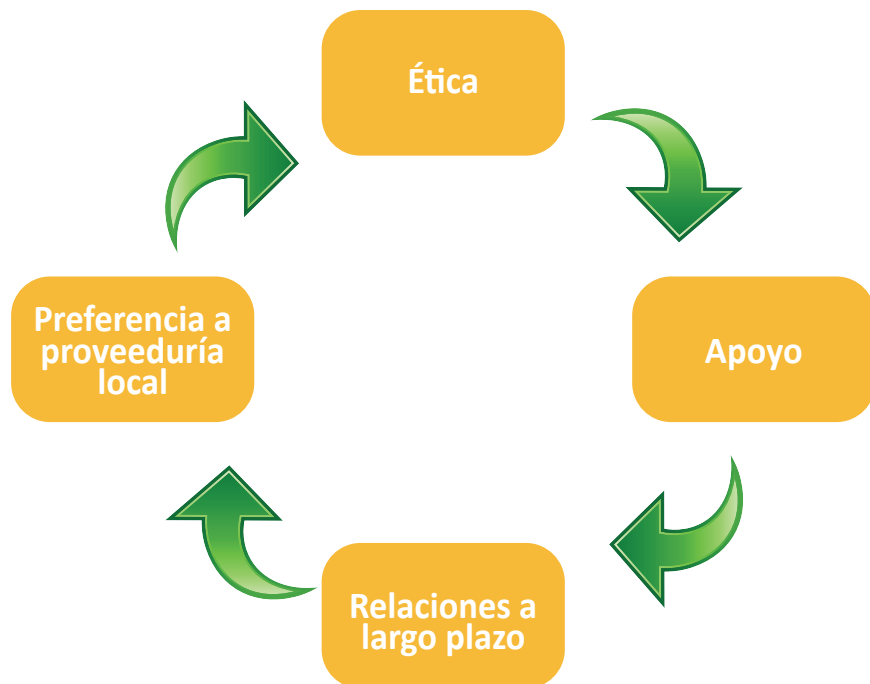 Ética
Preferencia a
proveeduría
local
Apoyo
Relaciones a
largo plazo